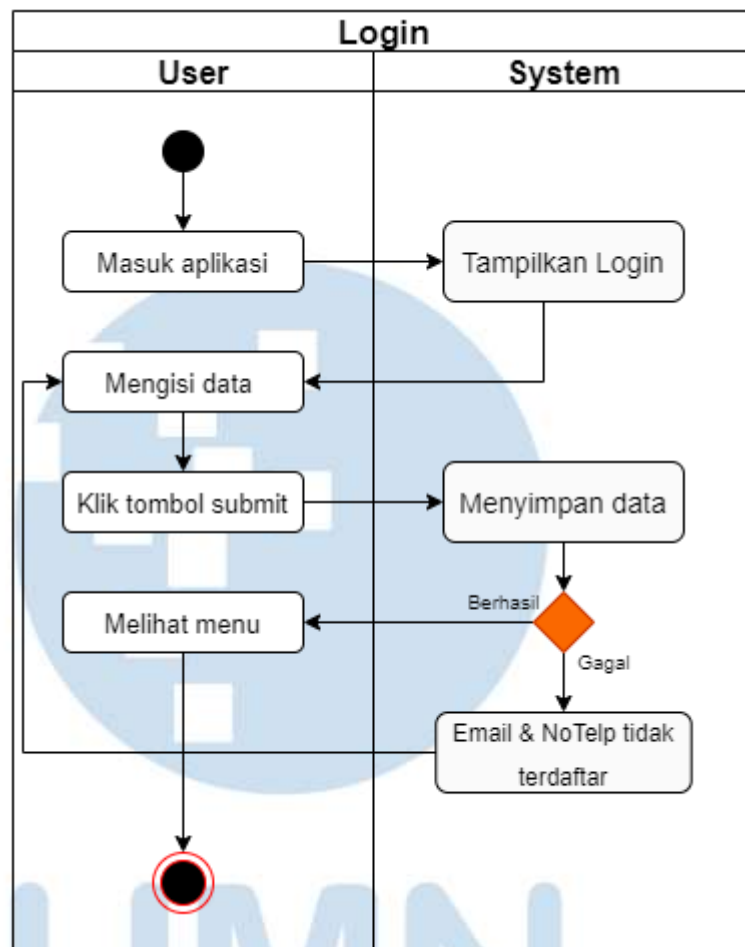 Login
User
System
Masuk aplikasi
Tampilkan Login
Mengisi data
Klik tombol submit
Menyimpan data
Berhasil
Melihat menu
Gagal
Email & NoTelp tidak
terdaftar
UMN